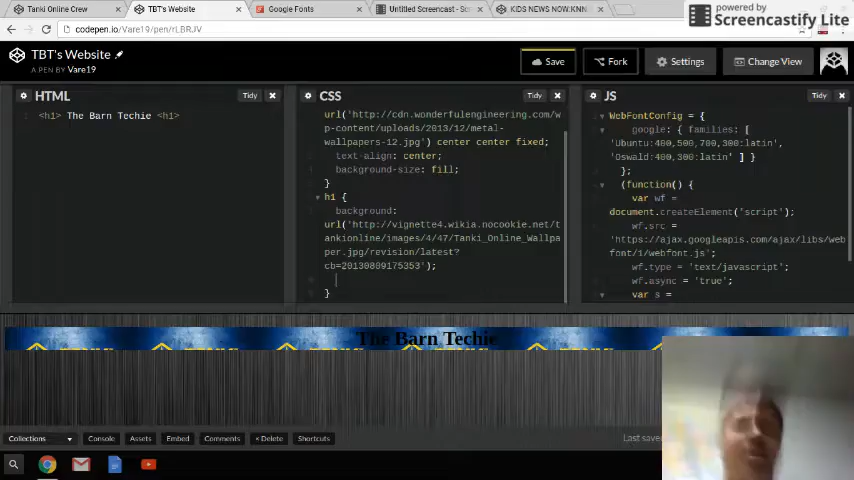 Tanki Online Crew
TBT's Website
Google Fonts
Untitled Screencast - Sc
KIDS NEWS NOW.KNN
powered by
Screencastify Lite
codepen.io/Vare19/pen/rLBRJV
TBT's Website
A PEN BY Vare19
Save
Fork
Settings
Change View
HTML
Tidy
CSS
Tidy
JS
Tidy
<h1> The Barn Techie <h1>
url('http://cdn.wonderfulengineering.com/w
p-content/uploads/2013/12/metal-
wallpapers-12.jpg') center center fixed;
text-align: center;
background-size: fill;
}
h1 {
background:
url('http://vignette4.wikia.nocookie.net/t
ankionline/images/4/47/Tanki_Online_Wallpa
per.jpg/revision/latest?
cb=20130809175353');
}
WebFontConfig = {
google: { families: [
'Ubuntu:400,500,700,300:latin',
'Oswald:400,300:latin' ] }
};
(function() {
var wf =
document.createElement('script');
wf.src =
'https://ajax.googleapis.com/ajax/libs/web
font/1/webfont.js';
wf.type = 'text/javascript';
wf.async = 'true';
var s =
The Barn Techie
Collections
Console
Assets
Embed
Comments
× Delete
Shortcuts
Last saved